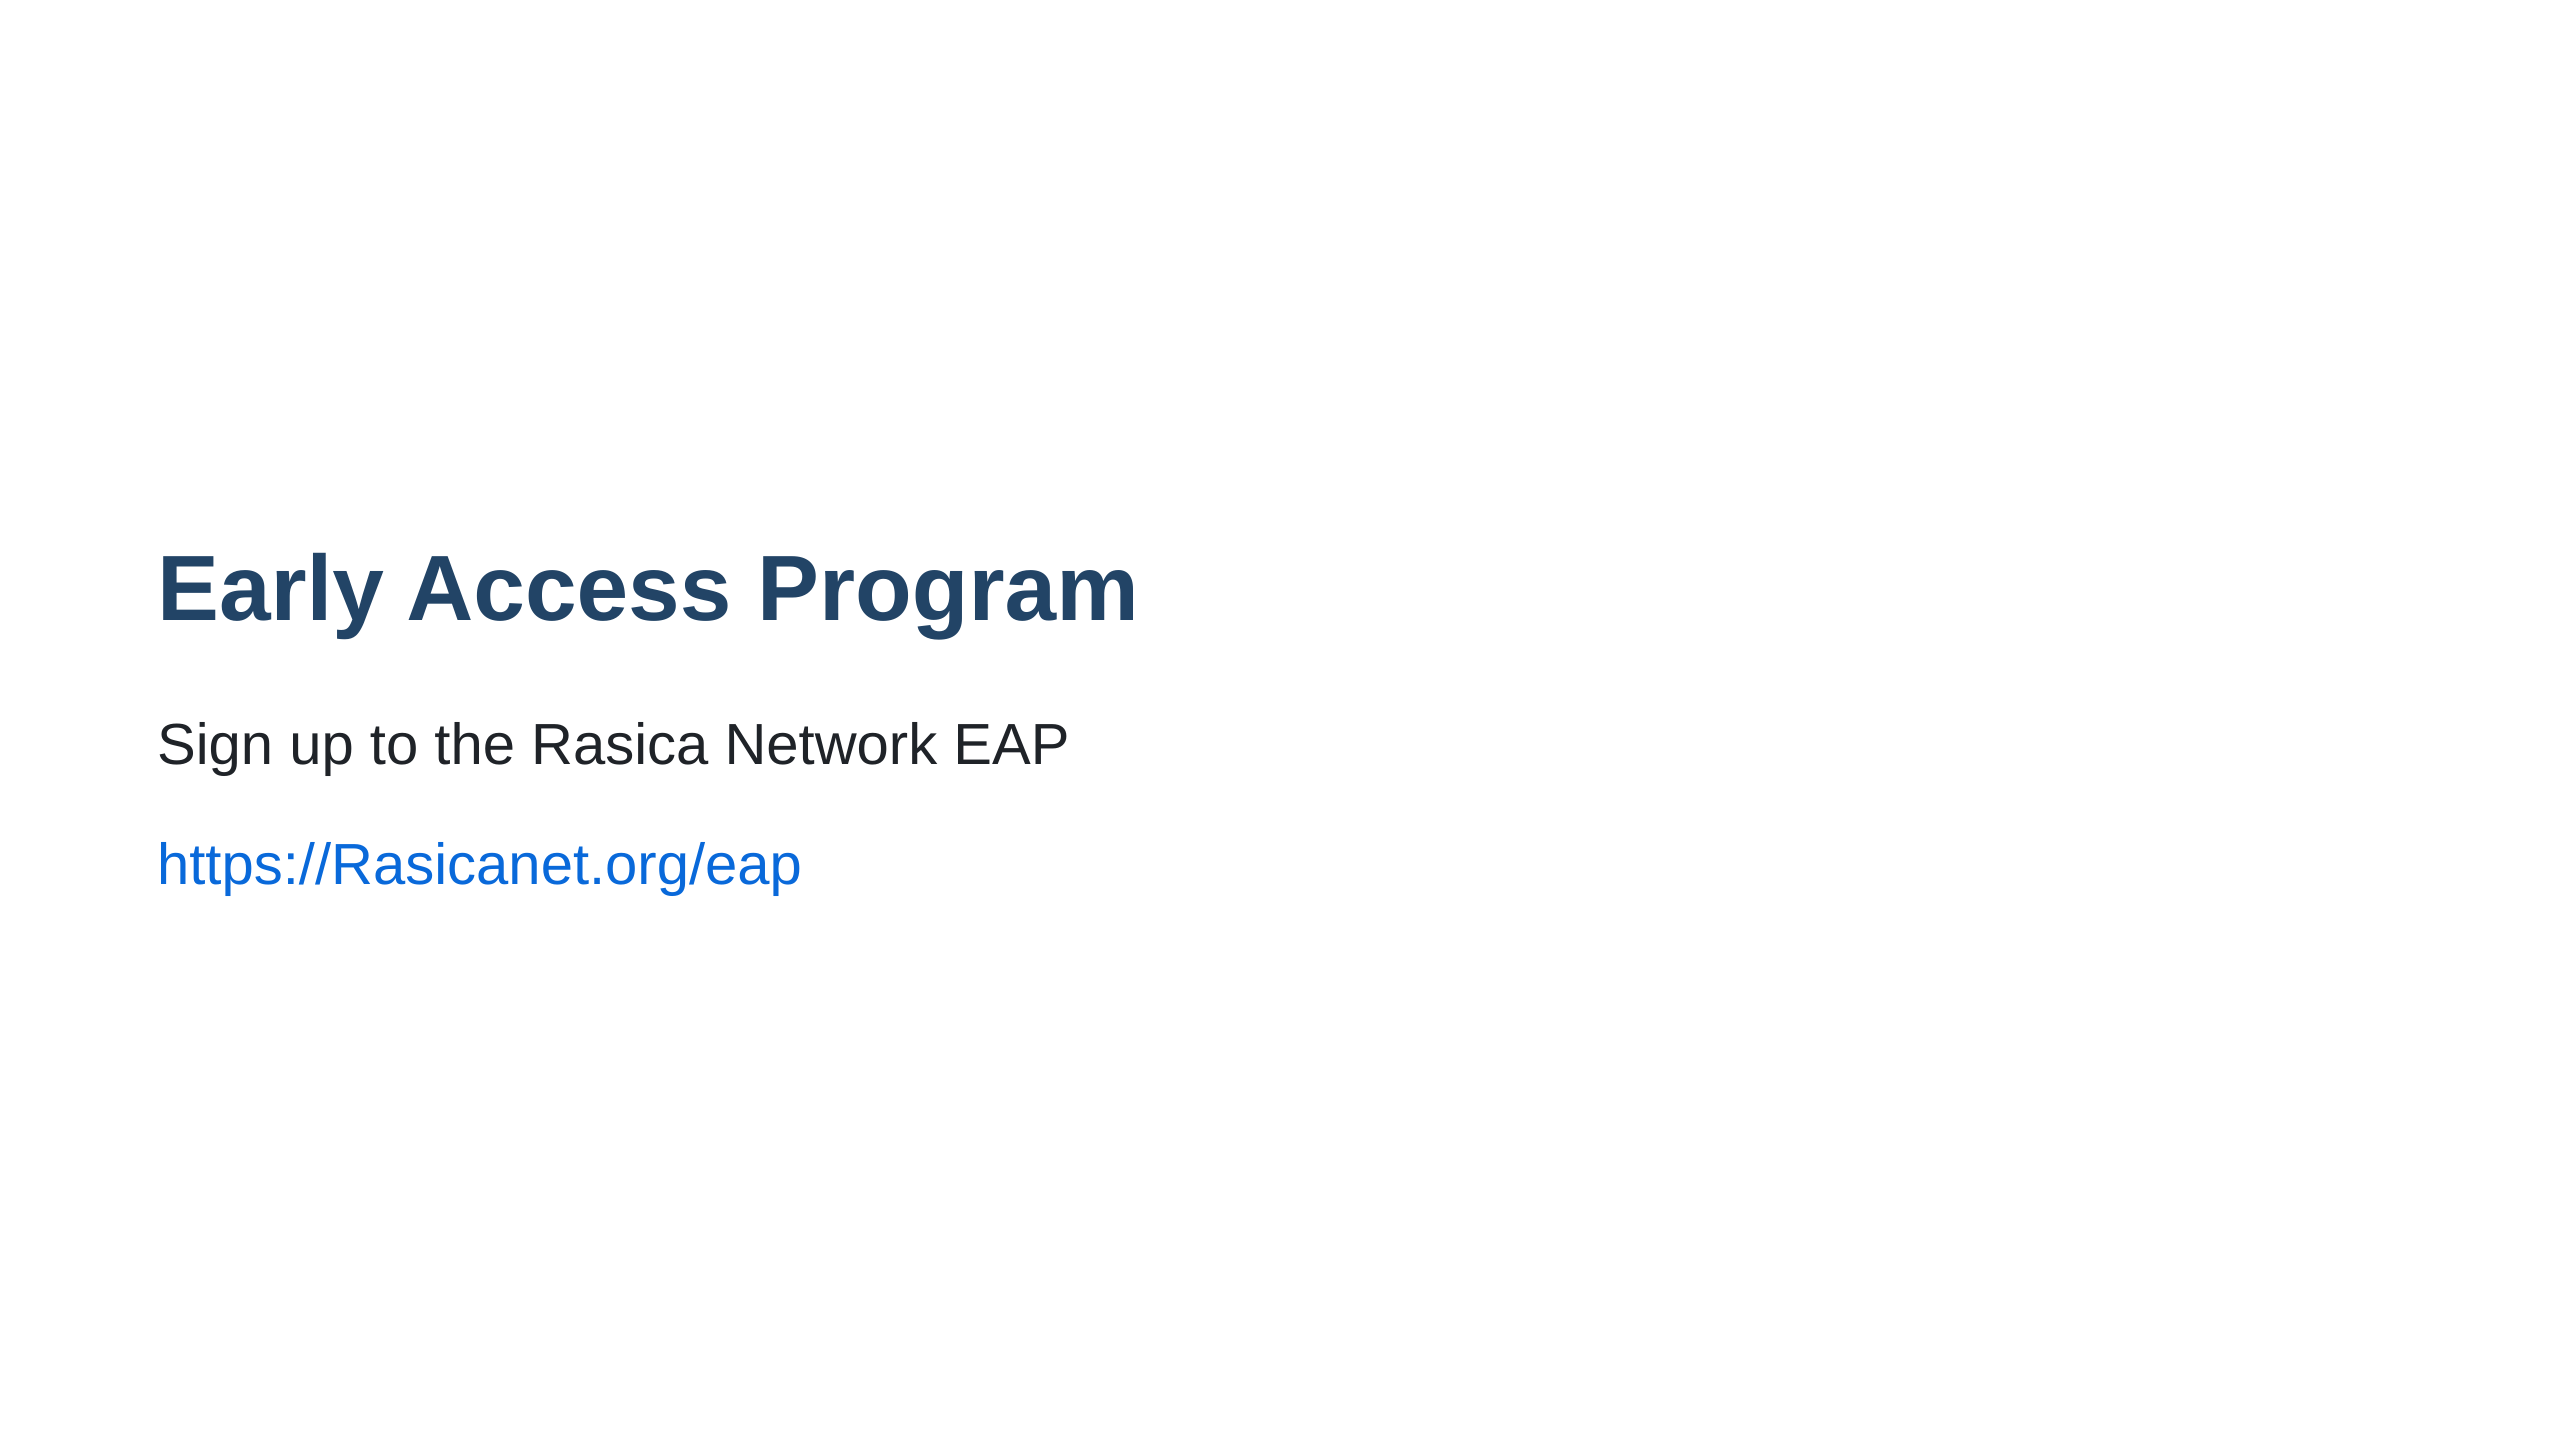 Early Access Program
Sign up to the Rasica Network EAP
https://Rasicanet.org/eap